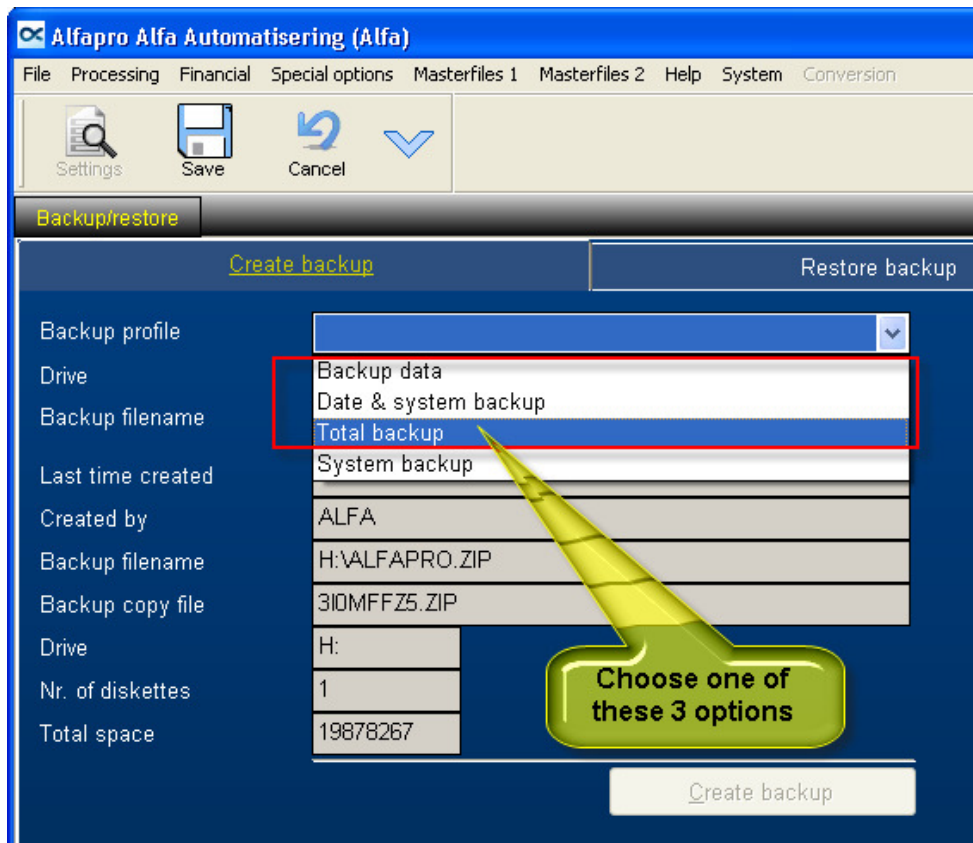 Alfapro Alfa Automatisering (Alfa)
File Processing Financial Special options Masterfiles 1 Masterfiles 2 Help System Conversion
Settings Save Cancel
Backup/restore
Create backup Restore backup
Backup profile
Drive Backup data
Date & system backup
Backup filename
Total backup
System backup
Last time created
Created by ALFA
Backup filename H:\ALFAPRO.ZIP
Backup copy file 3I0MFFZ5.ZIP
Drive H:
Nr. of diskettes 1
Total space 19878267
Choose one of
these 3 options
Create backup